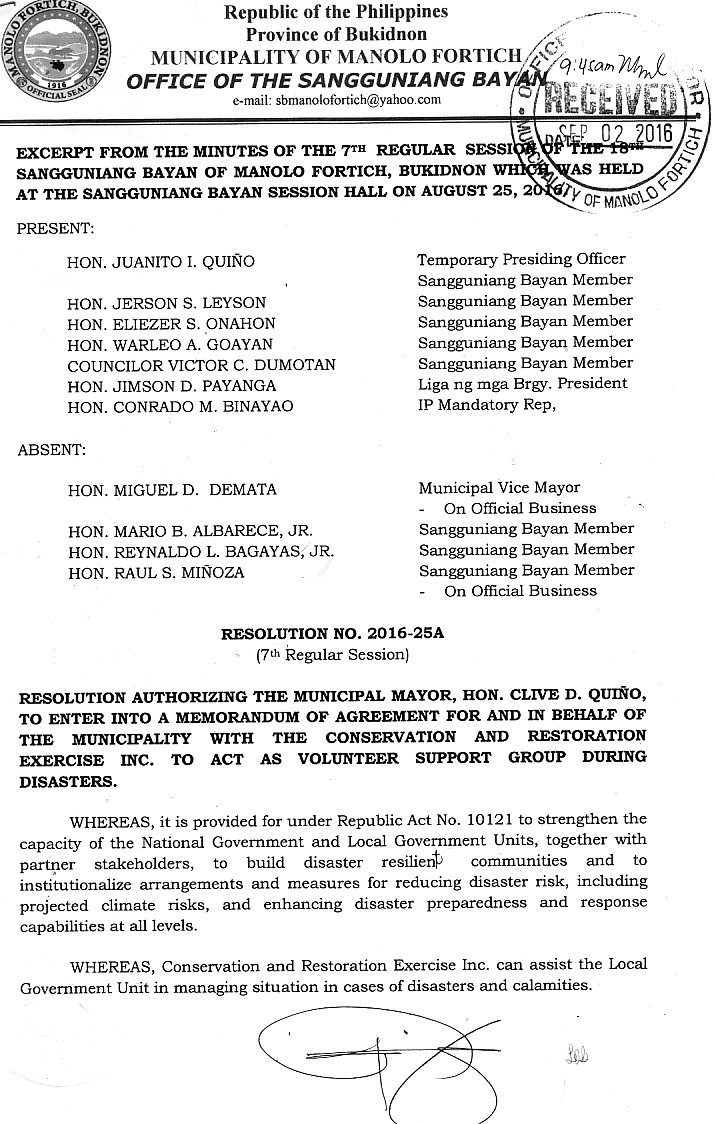 Republic of the Philippines
Province of Bukidnon
MUNICIPALITY OF MANOLO FORTICH
OFFICE OF THE SANGGUNIANG BAYAN
e-mail: sbmanolofortich@yahoo.com
MANOLO FORTICH, BUKIDNON
1916
OFFICIAL SEAL
9:45am
RECEIVED
DATE: SEP 02 2016
MUNICIPALITY OF MANOLO FORTICH
EXCERPT FROM THE MINUTES OF THE 7TH REGULAR SESSION OF THE 18TH
SANGGUNIANG BAYAN OF MANOLO FORTICH, BUKIDNON WHICH WAS HELD
AT THE SANGGUNIANG BAYAN SESSION HALL ON AUGUST 25, 2016.
PRESENT:
HON. JUANITO I. QUIÑO Temporary Presiding Officer
Sangguniang Bayan Member
HON. JERSON S. LEYSON Sangguniang Bayan Member
HON. ELIEZER S. ONAHON Sangguniang Bayan Member
HON. WARLEO A. GOAYAN Sangguniang Bayan Member
COUNCILOR VICTOR C. DUMOTAN Sangguniang Bayan Member
HON. JIMSON D. PAYANGA Liga ng mga Brgy. President
HON. CONRADO M. BINAYAO IP Mandatory Rep,
ABSENT:
HON. MIGUEL D. DEMATA Municipal Vice Mayor
- On Official Business
HON. MARIO B. ALBARECE, JR. Sangguniang Bayan Member
HON. REYNALDO L. BAGAYAS, JR. Sangguniang Bayan Member
HON. RAUL S. MIÑOZA Sangguniang Bayan Member
- On Official Business
RESOLUTION NO. 2016-25A
(7th Regular Session)
RESOLUTION AUTHORIZING THE MUNICIPAL MAYOR, HON. CLIVE D. QUIÑO,
TO ENTER INTO A MEMORANDUM OF AGREEMENT FOR AND IN BEHALF OF
THE MUNICIPALITY WITH THE CONSERVATION AND RESTORATION
EXERCISE INC. TO ACT AS VOLUNTEER SUPPORT GROUP DURING
DISASTERS.
WHEREAS, it is provided for under Republic Act No. 10121 to strengthen the
capacity of the National Government and Local Government Units, together with
partner stakeholders, to build disaster resilient communities and to
institutionalize arrangements and measures for reducing disaster risk, including
projected climate risks, and enhancing disaster preparedness and response
capabilities at all levels.
WHEREAS, Conservation and Restoration Exercise Inc. can assist the Local
Government Unit in managing situation in cases of disasters and calamities.